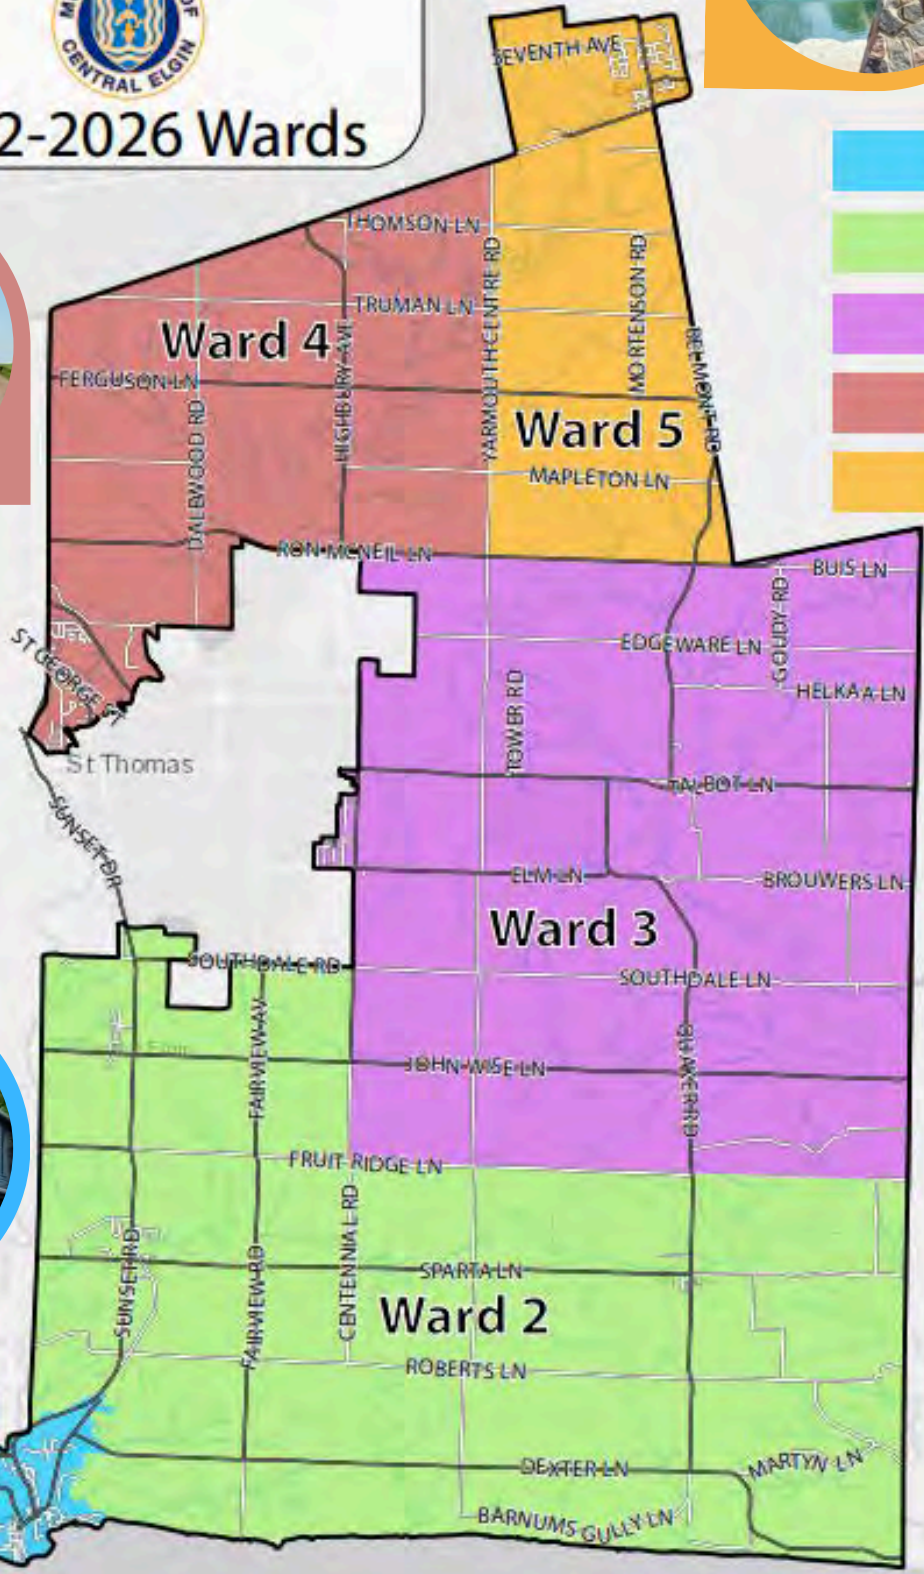 OF
CENTRAL ELGIN
2-2026 Wards
SEVENTH AVE
THOMSON LN
YARMOUTH CENTRE RD
MORTENSON RD
TRUMAN LN
Ward 4
HIGHBURY AVE
BELMONT RD
FERGUSON LN
DALEWOOD RD
Ward 5
MAPLETON LN
RON MCNEIL LN
BUIS LN
GOUDY RD
EDGEWARE LN
ST GEORGE ST
TOWER RD
HELKAA LN
St Thomas
TALBOT LN
SUNSET DR
ELM LN
BROUWERS LN
Ward 3
SOUTHDALE RD
SOUTHDALE LN
FAIRVIEW AV
QUAKER RD
JOHN WISE LN
FRUIT RIDGE LN
CENTENNIAL RD
SUNSET RD
FAIRVIEW RD
SPARTA LN
Ward 2
ROBERTS LN
DEXTER LN
MARTYN LN
BARNUMS GULLY LN